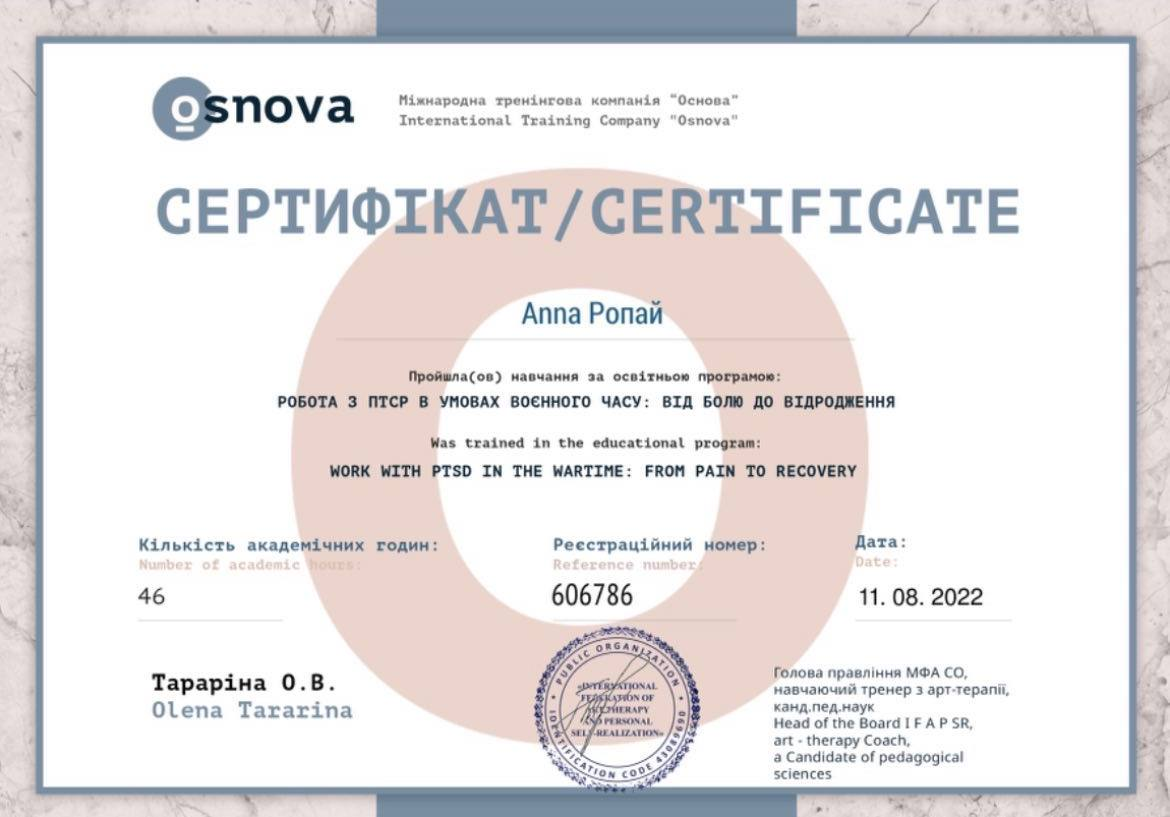 osnova
Міжнародна тренінгова компанія "Основа"
International Training Company "Osnova"
СЕРТИФІКАТ/CERTIFICATE
Anna Ропай
Пройшла(ов) навчання за освітньою програмою:
РОБОТА З ПТСР В УМОВАХ ВОЄННОГО ЧАСУ: ВІД БОЛЮ ДО ВІДРОДЖЕННЯ
Was trained in the educational program:
WORK WITH PTSD IN THE WARTIME: FROM PAIN TO RECOVERY
Кількість академічних годин:
Number of academic hours:
46
Реєстраційний номер:
Reference number:
606786
Дата:
Date:
11. 08. 2022
Тараріна О.В.
Olena Tararina
PUBLIC ORGANIZATION
«INTERNATIONAL
FEDERATION OF
ART THERAPY
AND PERSONAL
SELF-REALIZATION»
IDENTIFICATION CODE 43089690
Голова правління МФА СО,
навчаючий тренер з арт-терапії,
канд.пед.наук
Head of the Board I F A P SR,
art - therapy Coach,
a Candidate of pedagogical
sciences